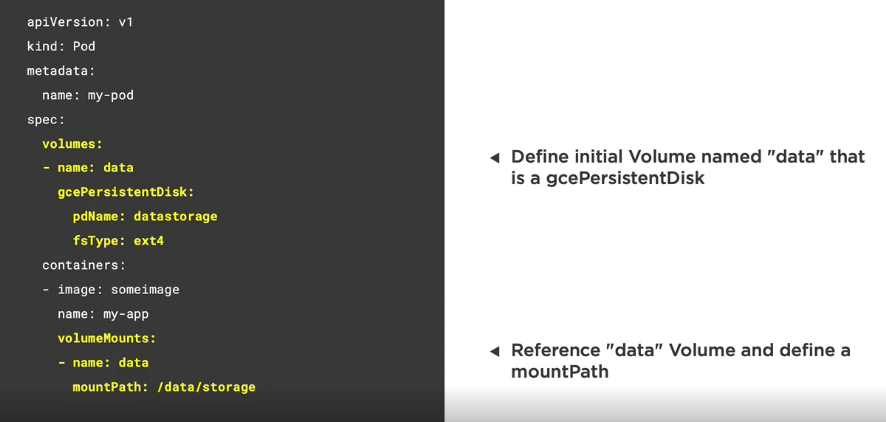 apiVersion: v1
kind: Pod
metadata:
  name: my-pod
spec:
  volumes:
  - name: data
    gcePersistentDisk:
      pdName: datastorage
      fsType: ext4
  containers:
  - image: someimage
    name: my-app
    volumeMounts:
    - name: data
      mountPath: /data/storage
Define initial Volume named "data" that
is a gcePersistentDisk
Reference "data" Volume and define a
mountPath